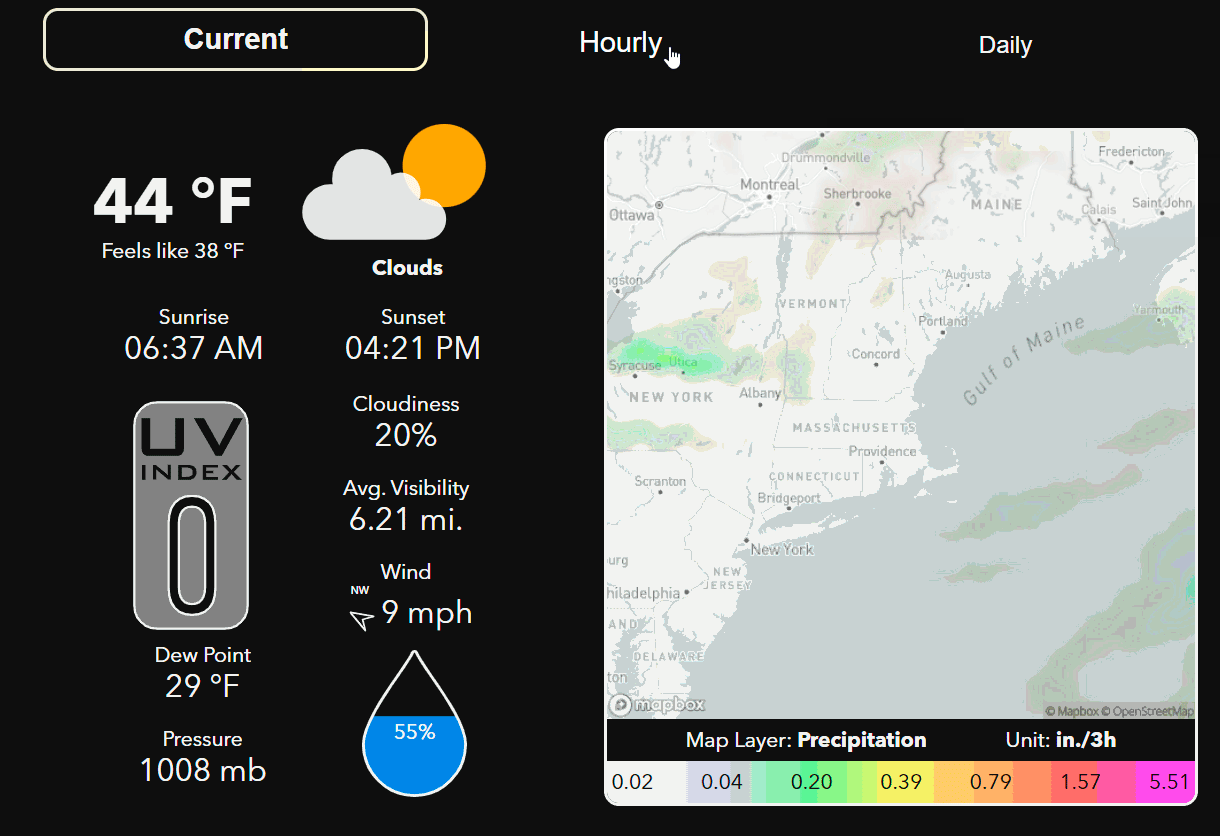 Current
Hourly
Daily
44 °F
Feels like 38 °F
Clouds
Sunrise
06:37 AM
Sunset
04:21 PM
UV
INDEX
0
Cloudiness
20%
Avg. Visibility
6.21 mi.
Wind
NW
9 mph
Dew Point
29 °F
Pressure
1008 mb
55%
Drummondville
Fredericton
Montreal
Sherbrooke
Ottawa
MAINE
Calais
Saint John
ngston
Augusta
VERMONT
Yarmouth
Portland
Gulf of Maine
Concord
Syracuse
Utica
NEW YORK
Albany
MASSACHUSETTS
Providence
CONNECTICUT
Scranton
Bridgeport
New York
urg
NEW
JERSEY
hiladelphia
AND
DELAWARE
ton
mapbox
© Mapbox © OpenStreetMap
Map Layer: Precipitation
Unit: in./3h
0.02 0.04 0.20 0.39 0.79 1.57 5.51